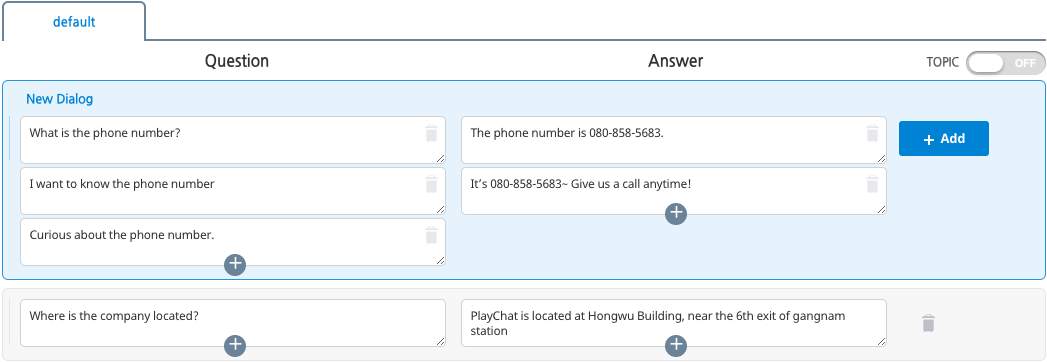 default
Question
Answer
TOPIC
OFF
New Dialog
What is the phone number?
The phone number is 080-858-5683.
+ Add
I want to know the phone number
It’s 080-858-5683~ Give us a call anytime!
Curious about the phone number.
Where is the company located?
PlayChat is located at Hongwu Building, near the 6th exit of gangnam
station